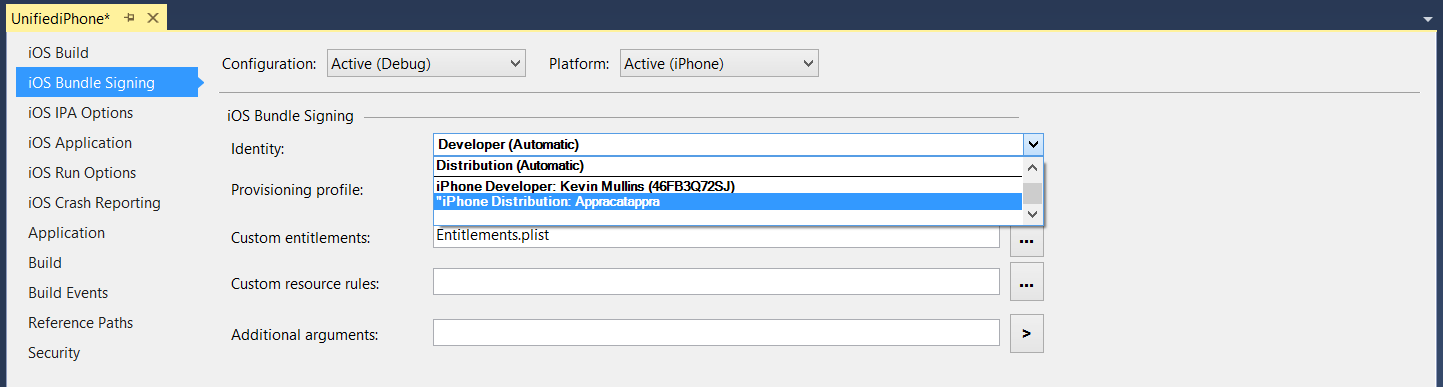 UnifiediPhone*
iOS Build
iOS Bundle Signing
iOS IPA Options
iOS Application
iOS Run Options
iOS Crash Reporting
Application
Build
Build Events
Reference Paths
Security
Configuration: Active (Debug) Platform: Active (iPhone)
iOS Bundle Signing
Identity: Developer (Automatic)
Distribution (Automatic)
iPhone Developer: Kevin Mullins (46FB3Q72SJ)
"iPhone Distribution: Appracatappra
Provisioning profile:
Custom entitlements: Entitlements.plist ...
Custom resource rules: ...
Additional arguments: >